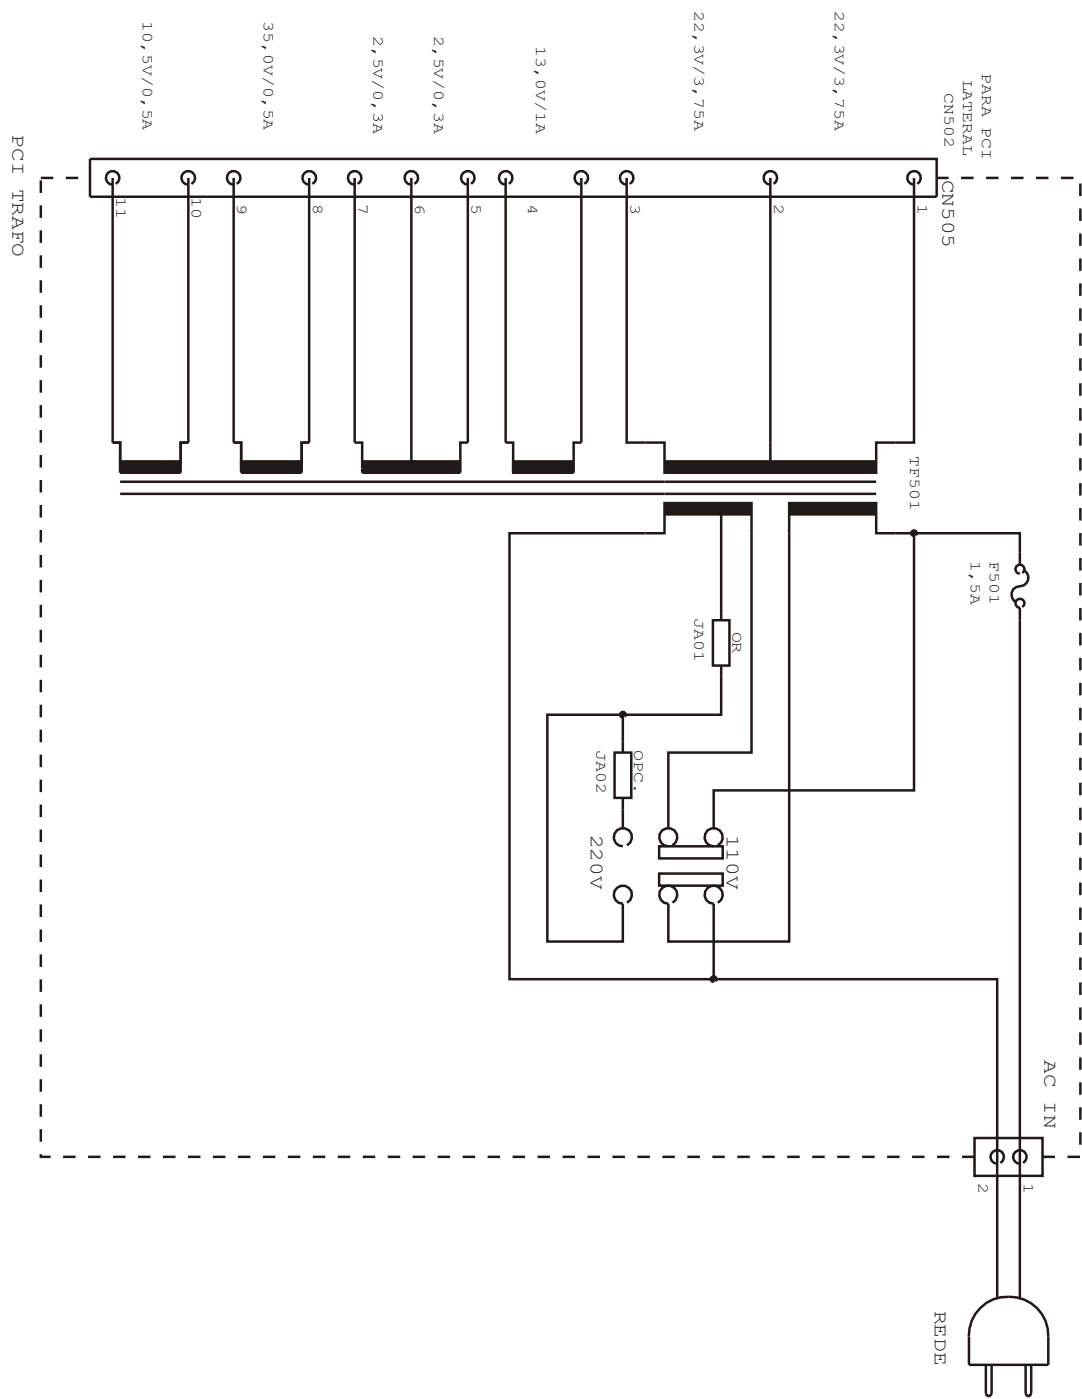 PARA PCI
LATERAL
CN502
CN505
22,3V/3,75A
22,3V/3,75A
13,0V/1A
2,5V/0,3A
2,5V/0,3A
35,0V/0,5A
10,5V/0,5A
1
2
3
4
5
6
7
8
9
10
11
PCI TRAFO
TF501
F501
1,5A
OR
JA01
OPC.
JA02
110V
220V
AC IN
1
2
REDE